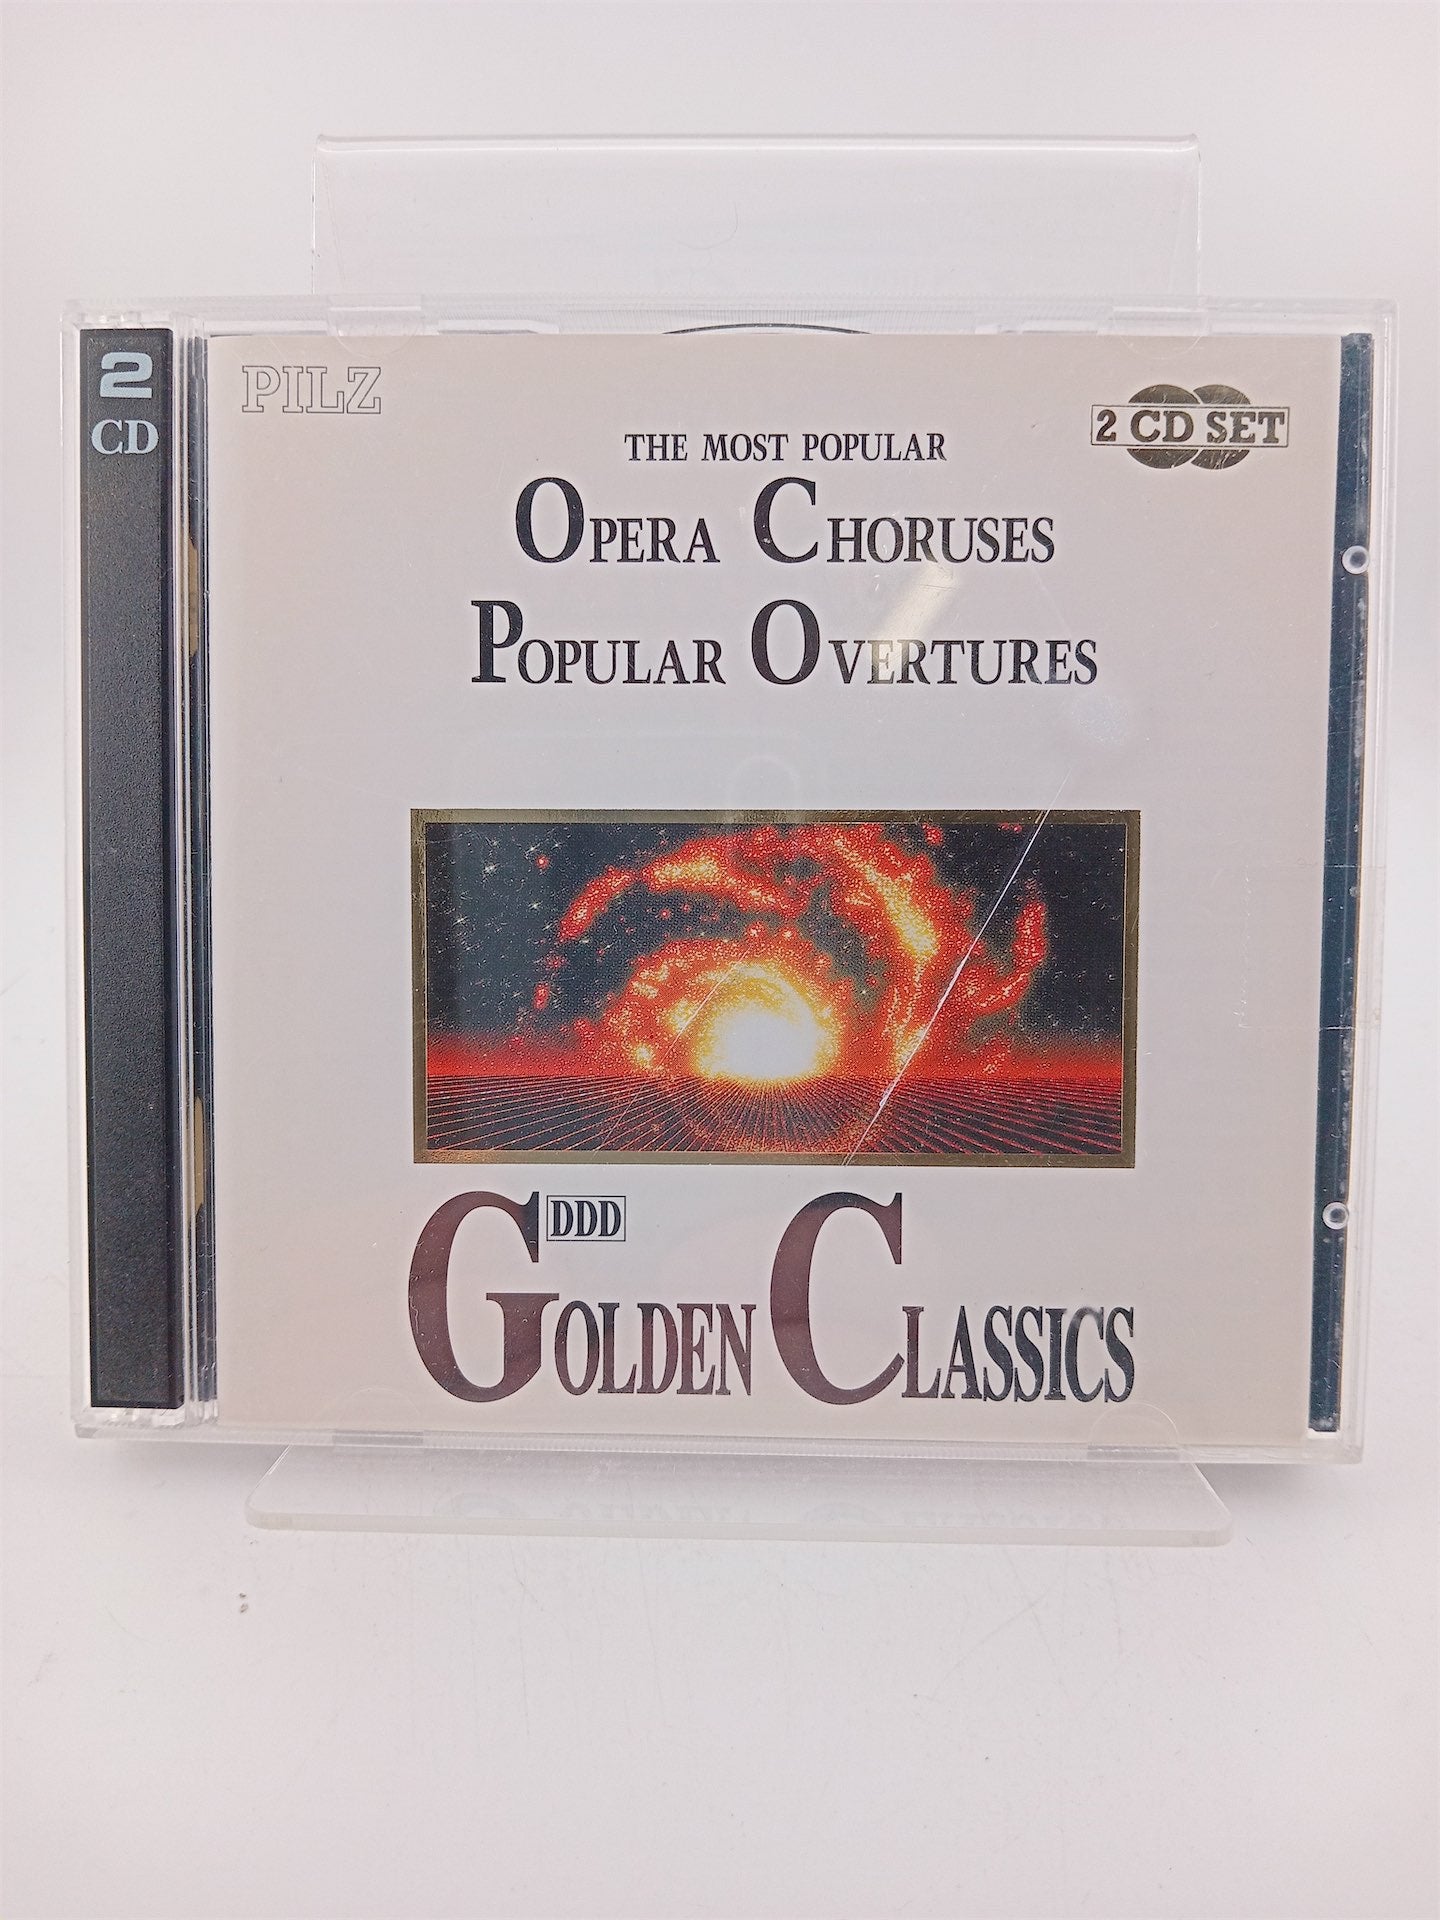 2
CD
PILZ
2 CD SET
THE MOST POPULAR
OPERA CHORUSES
POPULAR OVERTURES
DDD
GOLDEN CLASSICS